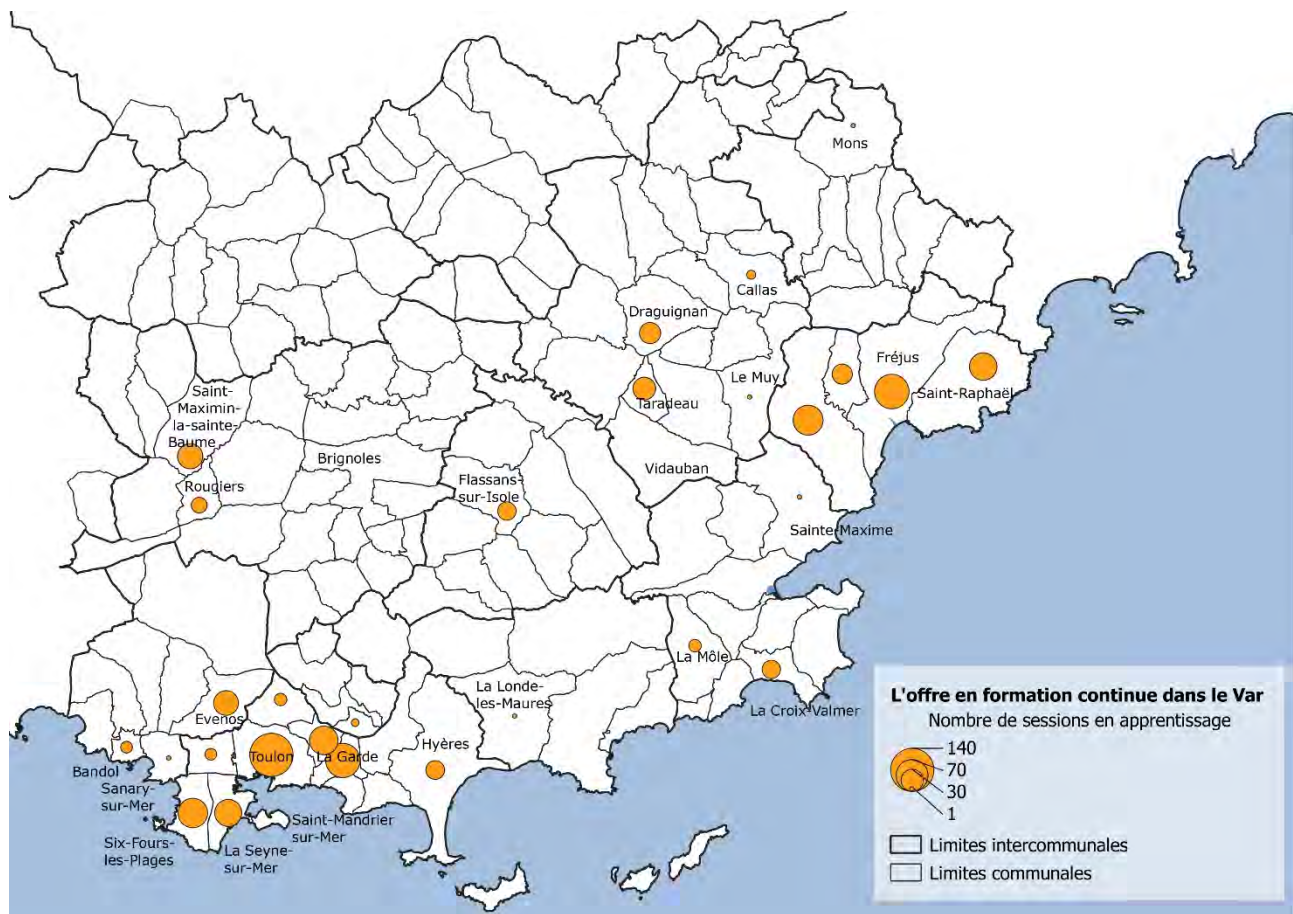 Mons
Callas
Draguignan
Le Muy
Fréjus
Saint-Raphaël
Taradeau
Saint-
Maximin-
la-sainte-
Baume
Brignoles
Vidauban
Rougiers
Flassans-
sur-Isole
Sainte-Maxime
La Môle
La Croix-Valmer
La Londe-
les-Maures
Evenos
Toulon
La Garde
Hyères
Bandol
Sanary-
sur-Mer
Six-Fours-
les-Plages
La Seyne-
sur-Mer
Saint-Mandrier
sur-Mer
L'offre en formation continue dans le Var
Nombre de sessions en apprentissage
140
70
30
1
Limites intercommunales
Limites communales